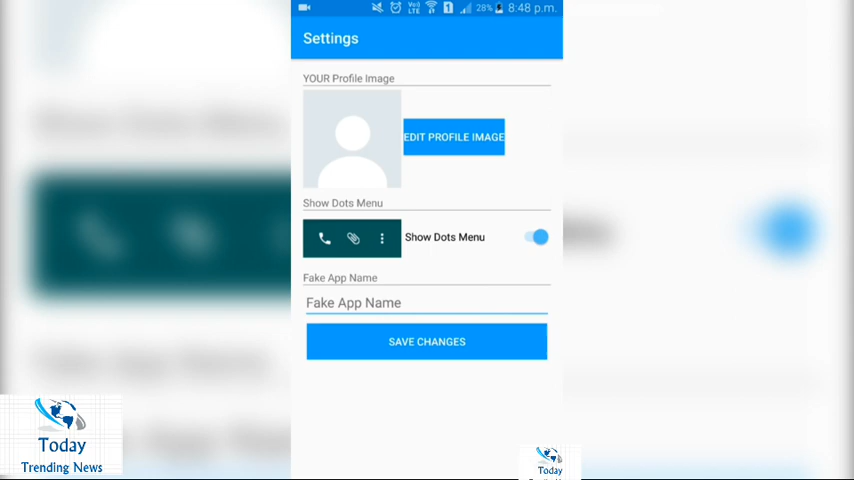 28% 8:48 p.m.
Settings
YOUR Profile Image
EDIT PROFILE IMAGE
Show Dots Menu
Show Dots Menu
Fake App Name
Fake App Name
SAVE CHANGES
Today
Trending News
Today